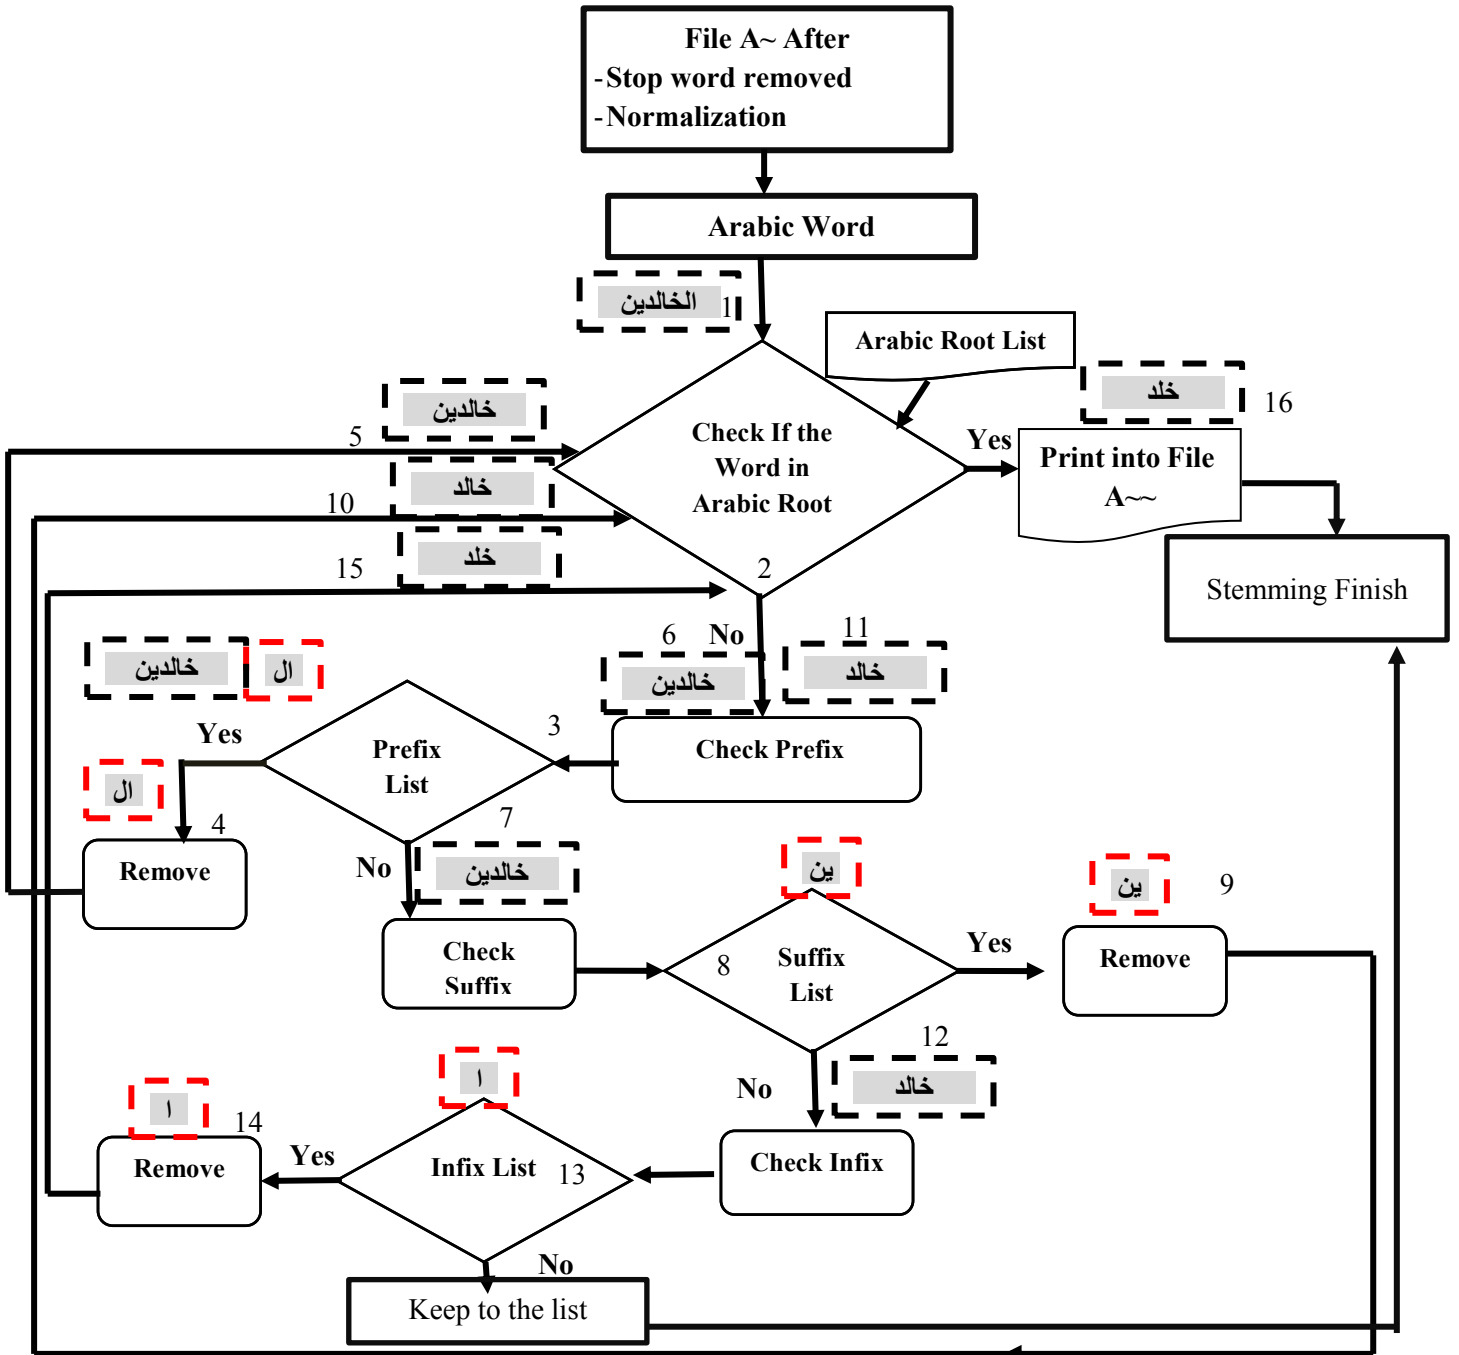 File A~ After
-Stop word removed
-Normalization
Arabic Word
الخالدين
1
Arabic Root List
خلد
16
خالدين
5
Check If the
Word in
Arabic Root
Yes
Print into File
A~~
خالد
10
خلد
15
2
Stemming Finish
6
No
11
خالدين
ال
خالدين
خالد
Yes
Prefix
List
3
Check Prefix
ال
4
Remove
7
No
خالدين
ين
ين
9
Check
Suffix
8
Suffix
List
Yes
Remove
12
No
خالد
ا
ا
14
Remove
Yes
Infix List
13
Check Infix
No
Keep to the list